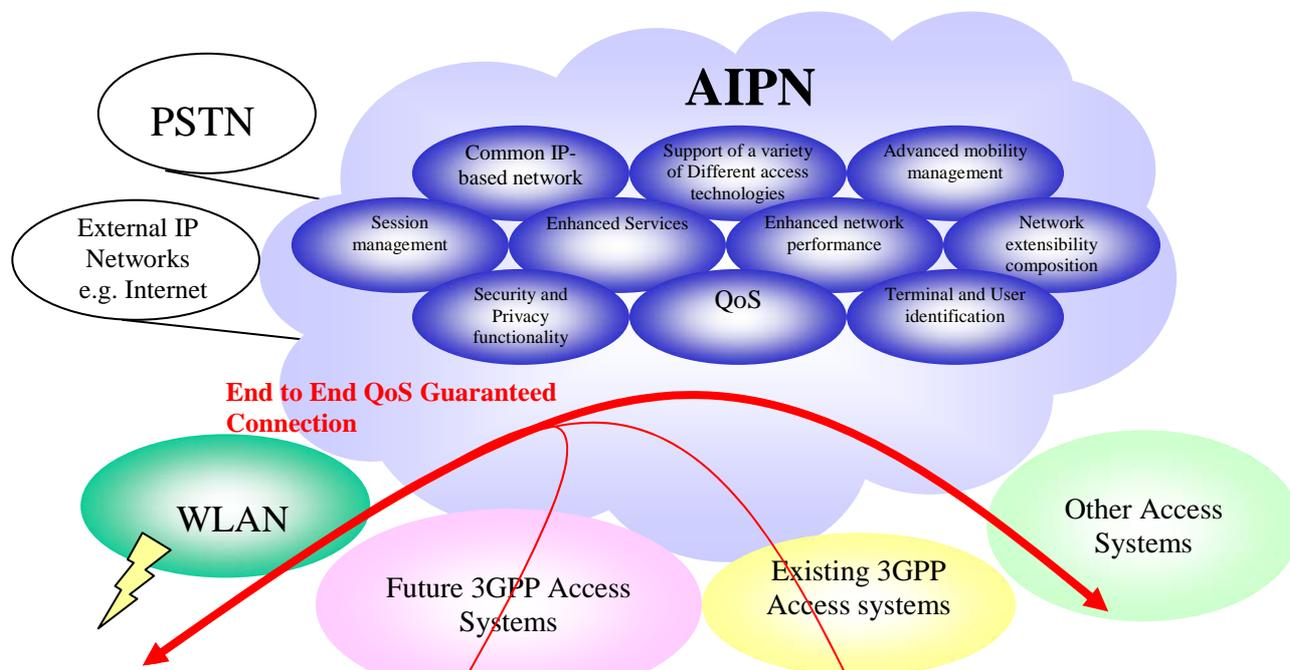 AIPN
PSTN
Common IP-
based network
Support of a variety
of Different access
technologies
Advanced mobility
management
External IP
Networks
e.g. Internet
Session
management
Enhanced Services
Enhanced network
performance
Network
extensibility
composition
Security and
Privacy
functionality
QoS
Terminal and User
identification
End to End QoS Guaranteed
Connection
WLAN
Future 3GPP Access
Systems
Existing 3GPP
Access systems
Other Access
Systems